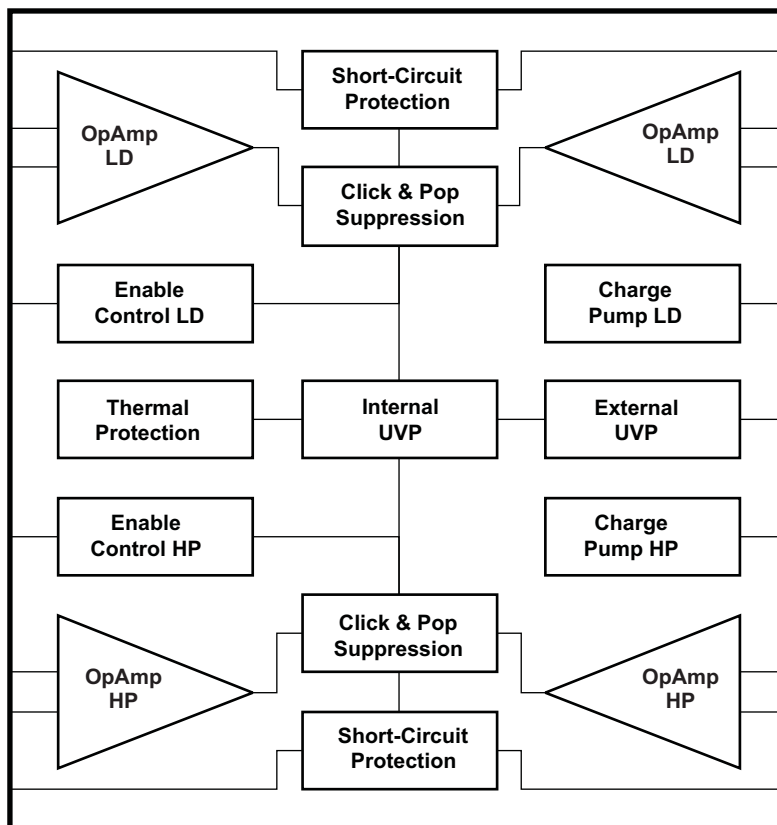 Short-Circuit
Protection
OpAmp
LD
OpAmp
LD
Click & Pop
Suppression
Enable
Control LD
Charge
Pump LD
Thermal
Protection
Internal
UVP
External
UVP
Enable
Control HP
Charge
Pump HP
Click & Pop
Suppression
OpAmp
HP
OpAmp
HP
Short-Circuit
Protection